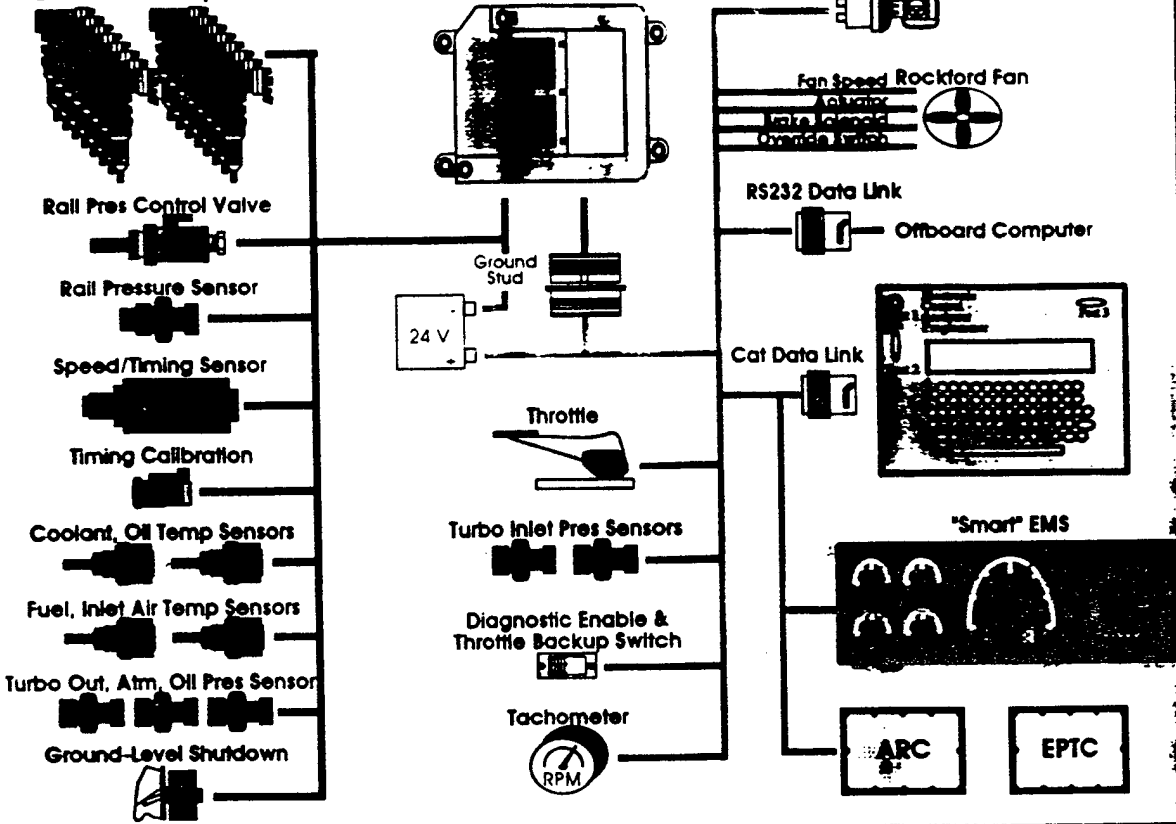 Rail Pres Control Valve
Rail Pressure Sensor
Speed/Timing Sensor
Timing Calibration
Coolant, Oil Temp Sensors
Fuel, Inlet Air Temp Sensors
Turbo Out, Atm, Oil Pres Sensor
Ground-Level Shutdown
Ground
Stud
24 V
-
+
Throttle
Turbo Inlet Pres Sensors
Diagnostic Enable &
Throttle Backup Switch
Tachometer
RPM
Fan Speed Rockford Fan
Actuator
Brake Solenoid
Override Switch
RS232 Data Link
Offboard Computer
Cat Data Link
"Smart" EMS
ARC
EPTC